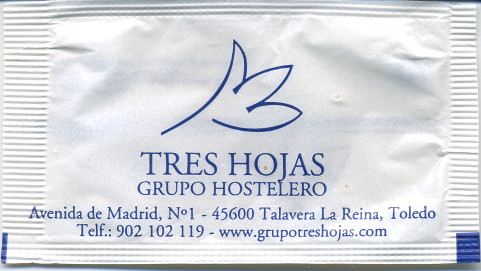 TRES HOJAS
GRUPO HOSTELERO
Avenida de Madrid, Nº1 - 45600 Talavera La Reina, Toledo
Telf.: 902 102 119 - www.grupotreshojas.com